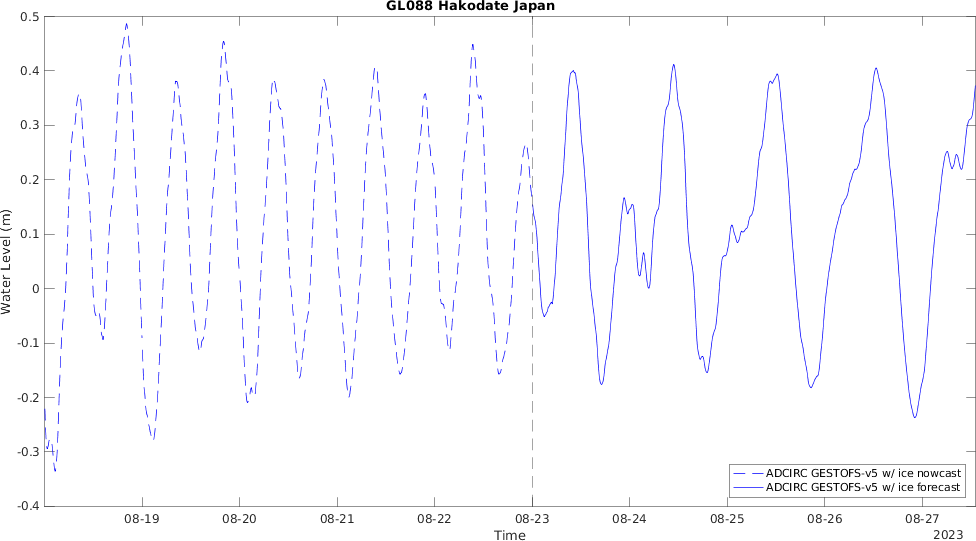 GL088 Hakodate Japan
0.5
0.4
0.3
0.2
0.1
0
-0.1
-0.2
-0.3
-0.4
Water Level (m)
ADCIRC GESTOFS-v5 w/ ice nowcast
ADCIRC GESTOFS-v5 w/ ice forecast
08-19 08-20 08-21 08-22 08-23 08-24 08-25 08-26 08-27
Time
2023